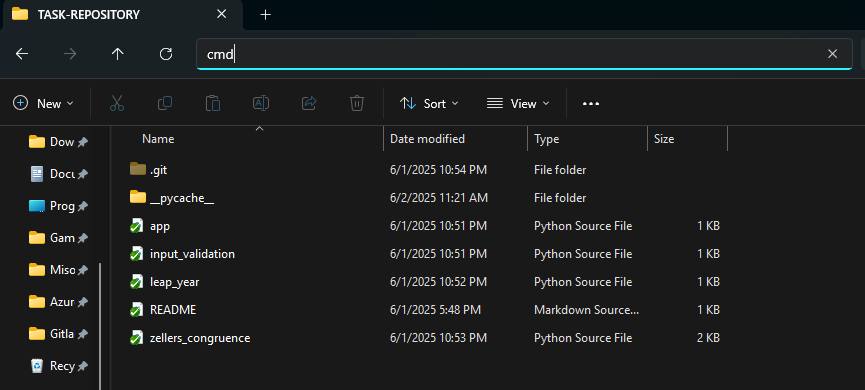 TASK-REPOSITORY
cmd
New Sort View
Name Date modified Type Size
Dow
Docu
Prog
Gam
Miso
Azur
Gitla
Recy
.git 6/1/2025 10:54 PM File folder
__pycache__ 6/2/2025 11:21 AM File folder
app 6/1/2025 10:51 PM Python Source File 1 KB
input_validation 6/1/2025 10:51 PM Python Source File 1 KB
leap_year 6/1/2025 10:52 PM Python Source File 1 KB
README 6/1/2025 5:48 PM Markdown Source... 1 KB
zellers_congruence 6/1/2025 10:53 PM Python Source File 2 KB